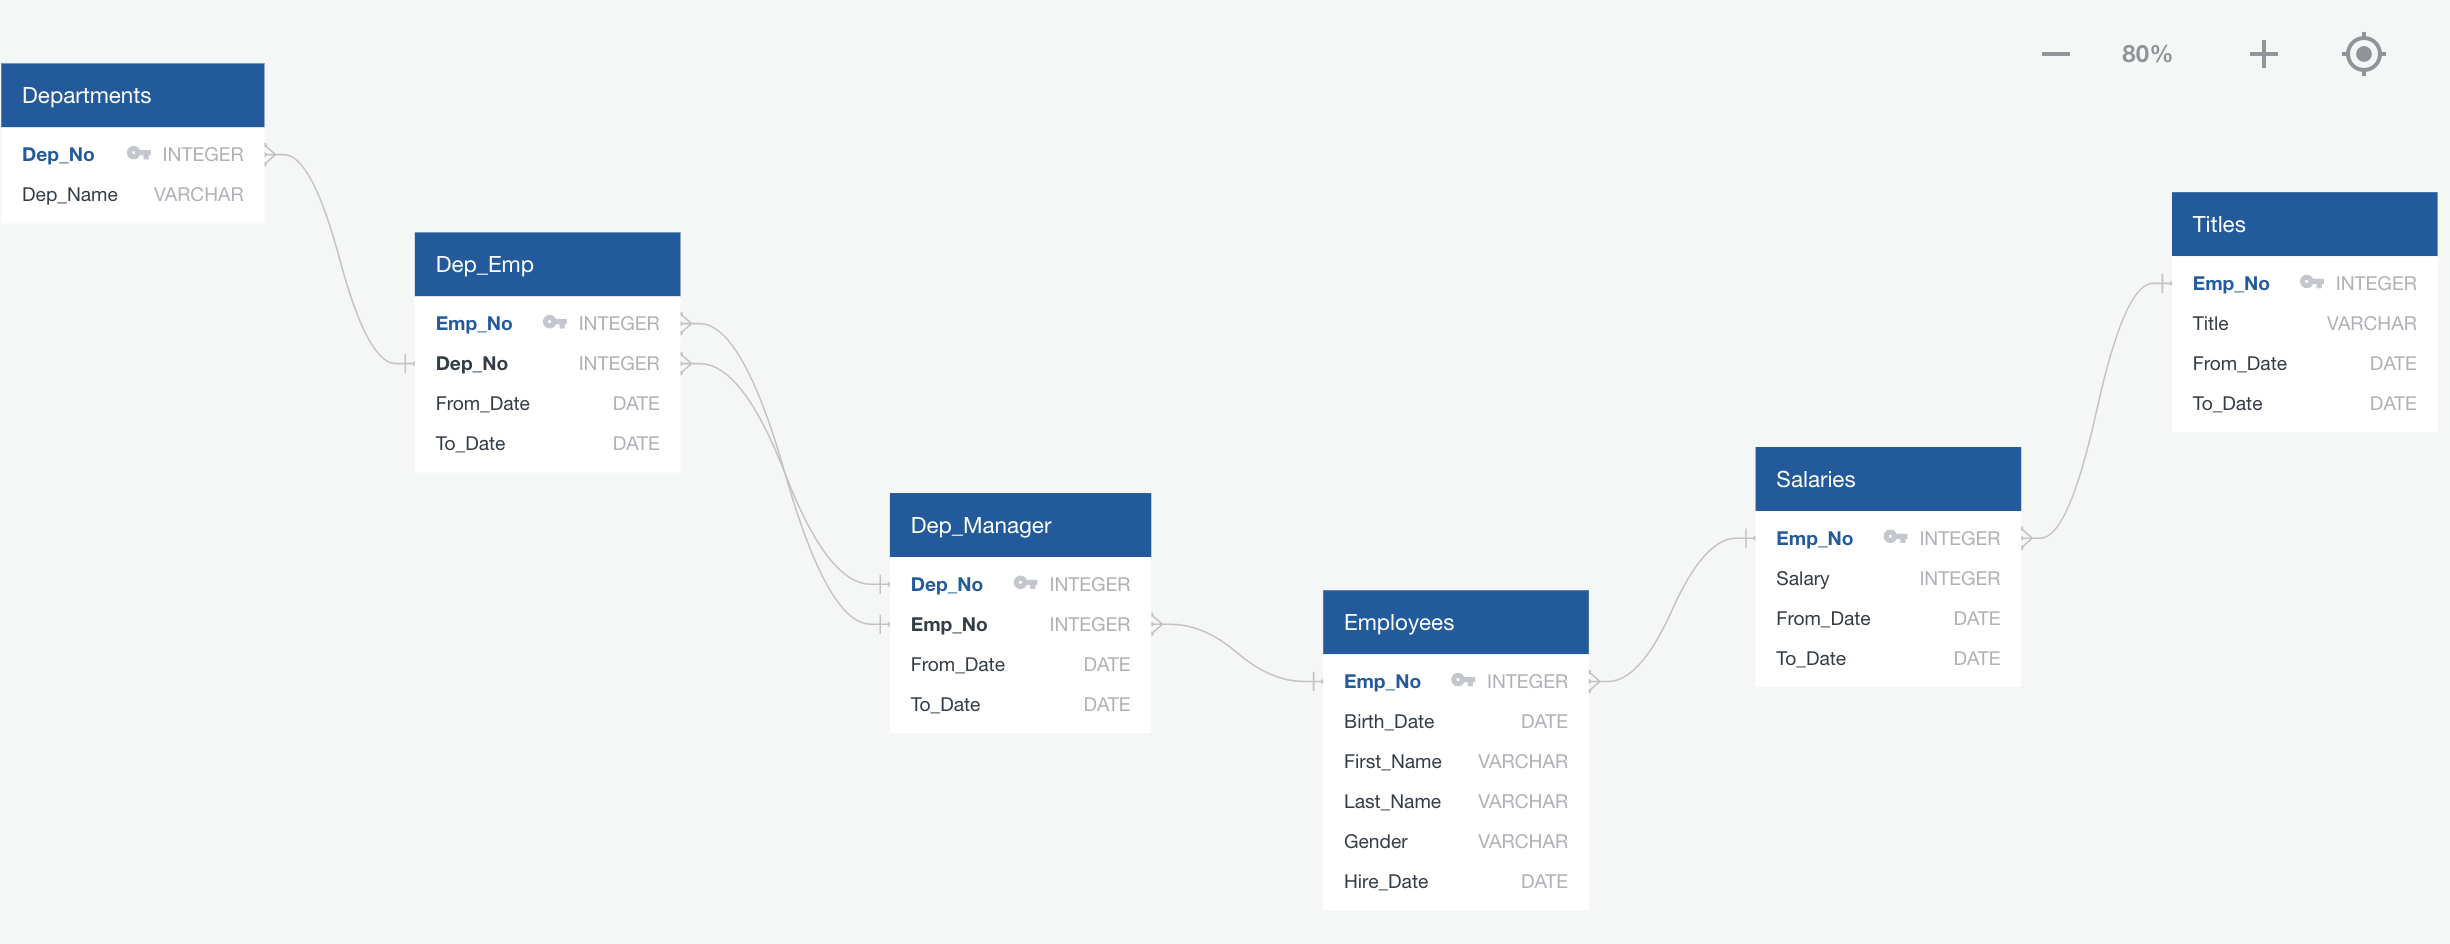 80%
Departments
Dep_No INTEGER
Dep_Name VARCHAR
Dep_Emp
Emp_No INTEGER
Dep_No INTEGER
From_Date DATE
To_Date DATE
Dep_Manager
Dep_No INTEGER
Emp_No INTEGER
From_Date DATE
To_Date DATE
Employees
Emp_No INTEGER
Birth_Date DATE
First_Name VARCHAR
Last_Name VARCHAR
Gender VARCHAR
Hire_Date DATE
Salaries
Emp_No INTEGER
Salary INTEGER
From_Date DATE
To_Date DATE
Titles
Emp_No INTEGER
Title VARCHAR
From_Date DATE
To_Date DATE